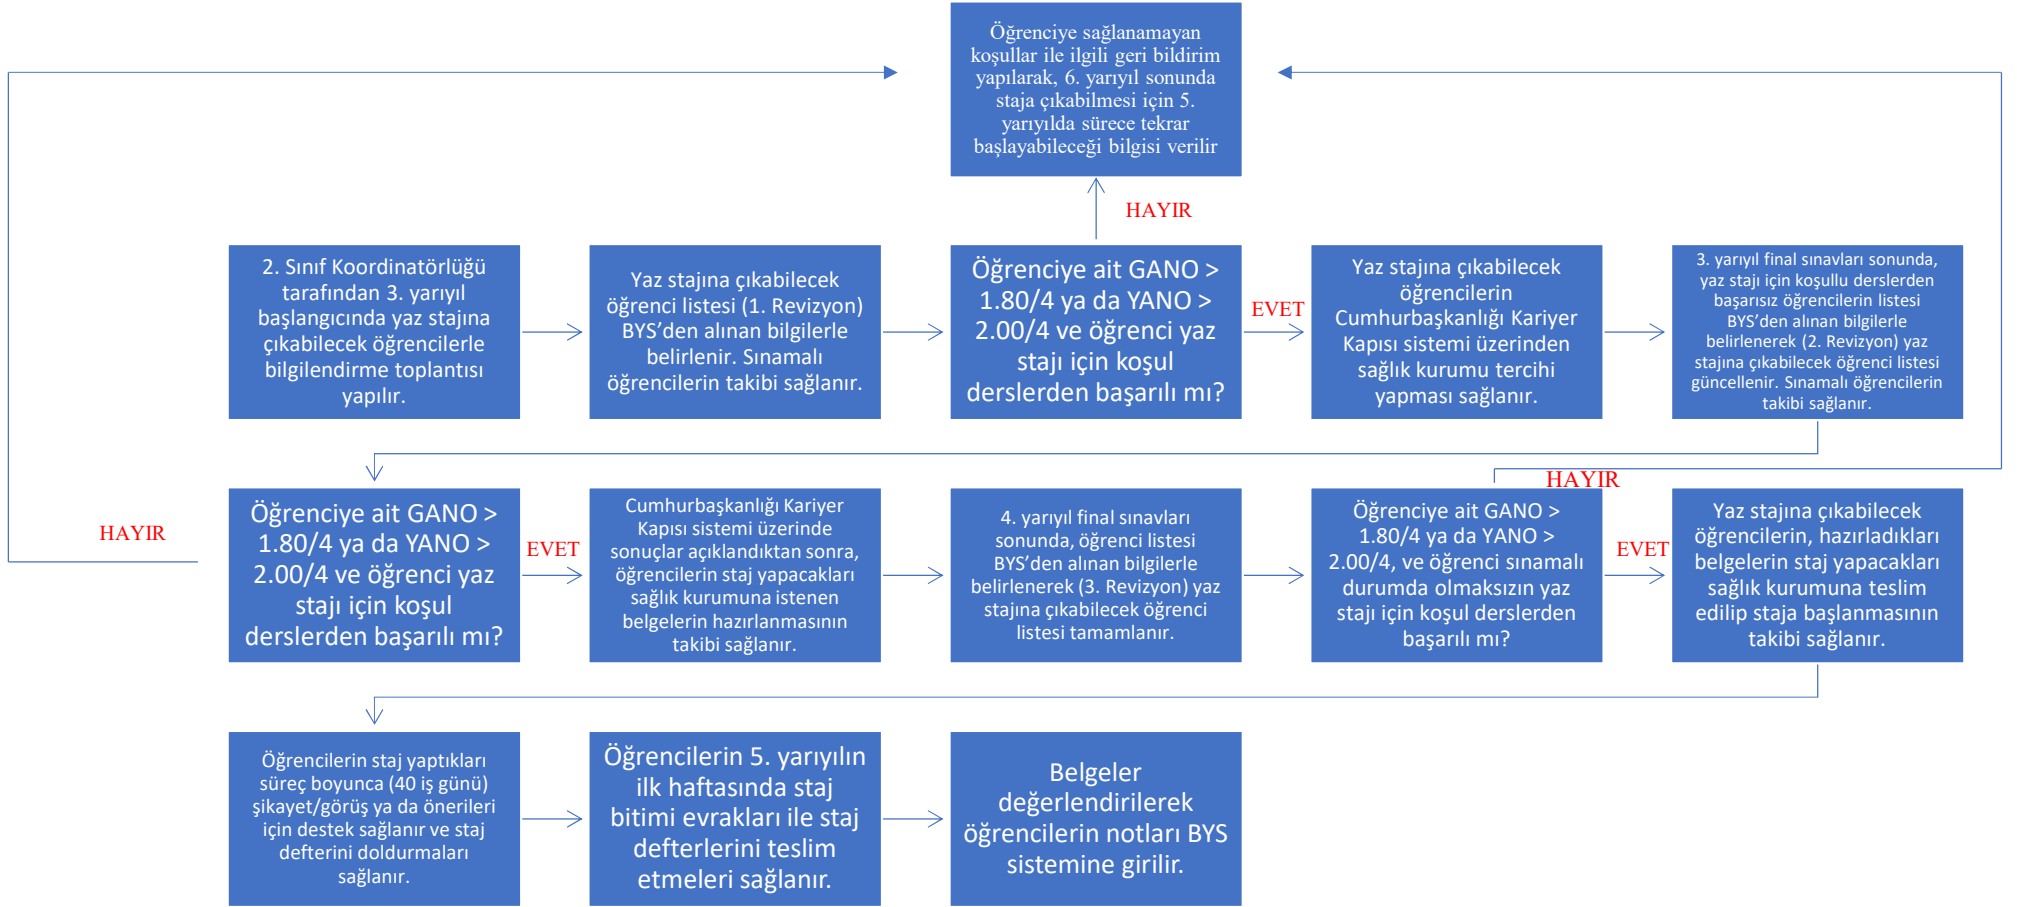 Öğrenciye sağlanamayan
koşullar ile ilgili geri bildirim
yapılarak, 6. yarıyıl sonunda
staja çıkabilmesi için 5.
yarıyılda sürece tekrar
başlayabileceği bilgisi verilir
HAYIR
2. Sınıf Koordinatörlüğü
tarafından 3. yarıyıl
başlangıcında yaz stajına
çıkabilecek öğrencilerle
bilgilendirme toplantısı
yapılır.
Yaz stajına çıkabilecek
öğrenci listesi (1. Revizyon)
BYS’den alınan bilgilerle
belirlenir. Sınamalı
öğrencilerin takibi sağlanır.
Öğrenciye ait GANO >
1.80/4 ya da YANO >
2.00/4 ve öğrenci yaz
stajı için koşul
derslerden başarılı mı?
EVET
Yaz stajına çıkabilecek
öğrencilerin
Cumhurbaşkanlığı Kariyer
Kapısı sistemi üzerinden
sağlık kurumu tercihi
yapması sağlanır.
3. yarıyıl final sınavları sonunda,
yaz stajı için koşullu derslerden
başarısız öğrencilerin listesi
BYS’den alınan bilgilerle
belirlenerek (2. Revizyon) yaz
stajına çıkabilecek öğrenci listesi
güncellenir. Sınamalı öğrencilerin
takibi sağlanır.
HAYIR
Öğrenciye ait GANO >
1.80/4 ya da YANO >
2.00/4 ve öğrenci yaz
stajı için koşul
derslerden başarılı mı?
EVET
Cumhurbaşkanlığı Kariyer
Kapısı sistemi üzerinde
sonuçlar açıklandıktan sonra,
öğrencilerin staj yapacakları
sağlık kurumuna istenen
belgelerin hazırlanmasının
takibi sağlanır.
4. yarıyıl final sınavları
sonunda, öğrenci listesi
BYS’den alınan bilgilerle
belirlenerek (3. Revizyon) yaz
stajına çıkabilecek öğrenci
listesi tamamlanır.
HAYIR
Öğrenciye ait GANO >
1.80/4 ya da YANO >
2.00/4, ve öğrenci sınamalı
durumda olmaksızın yaz
stajı için koşul derslerden
başarılı mı?
EVET
Yaz stajına çıkabilecek
öğrencilerin, hazırladıkları
belgelerin staj yapacakları
sağlık kurumuna teslim
edilip staja başlanmasının
takibi sağlanır.
Öğrencilerin staj yaptıkları
süreç boyunca (40 iş günü)
şikayet/görüş ya da önerileri
için destek sağlanır ve staj
defterini doldurmaları
sağlanır.
Öğrencilerin 5. yarıyılın
ilk haftasında staj
bitimi evrakları ile staj
defterlerini teslim
etmeleri sağlanır.
Belgeler
değerlendirilerek
öğrencilerin notları BYS
sistemine girilir.